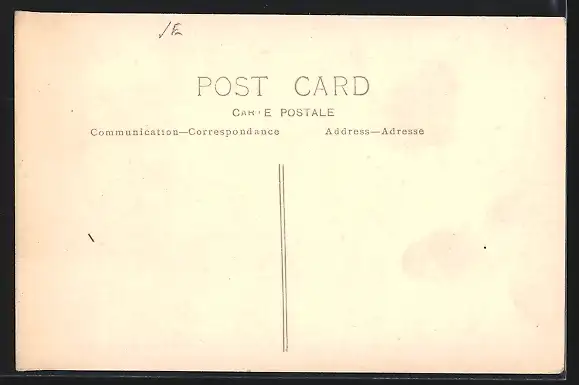 POST CARD
CARTE POSTALE
Communication—Correspondance Address—Adresse